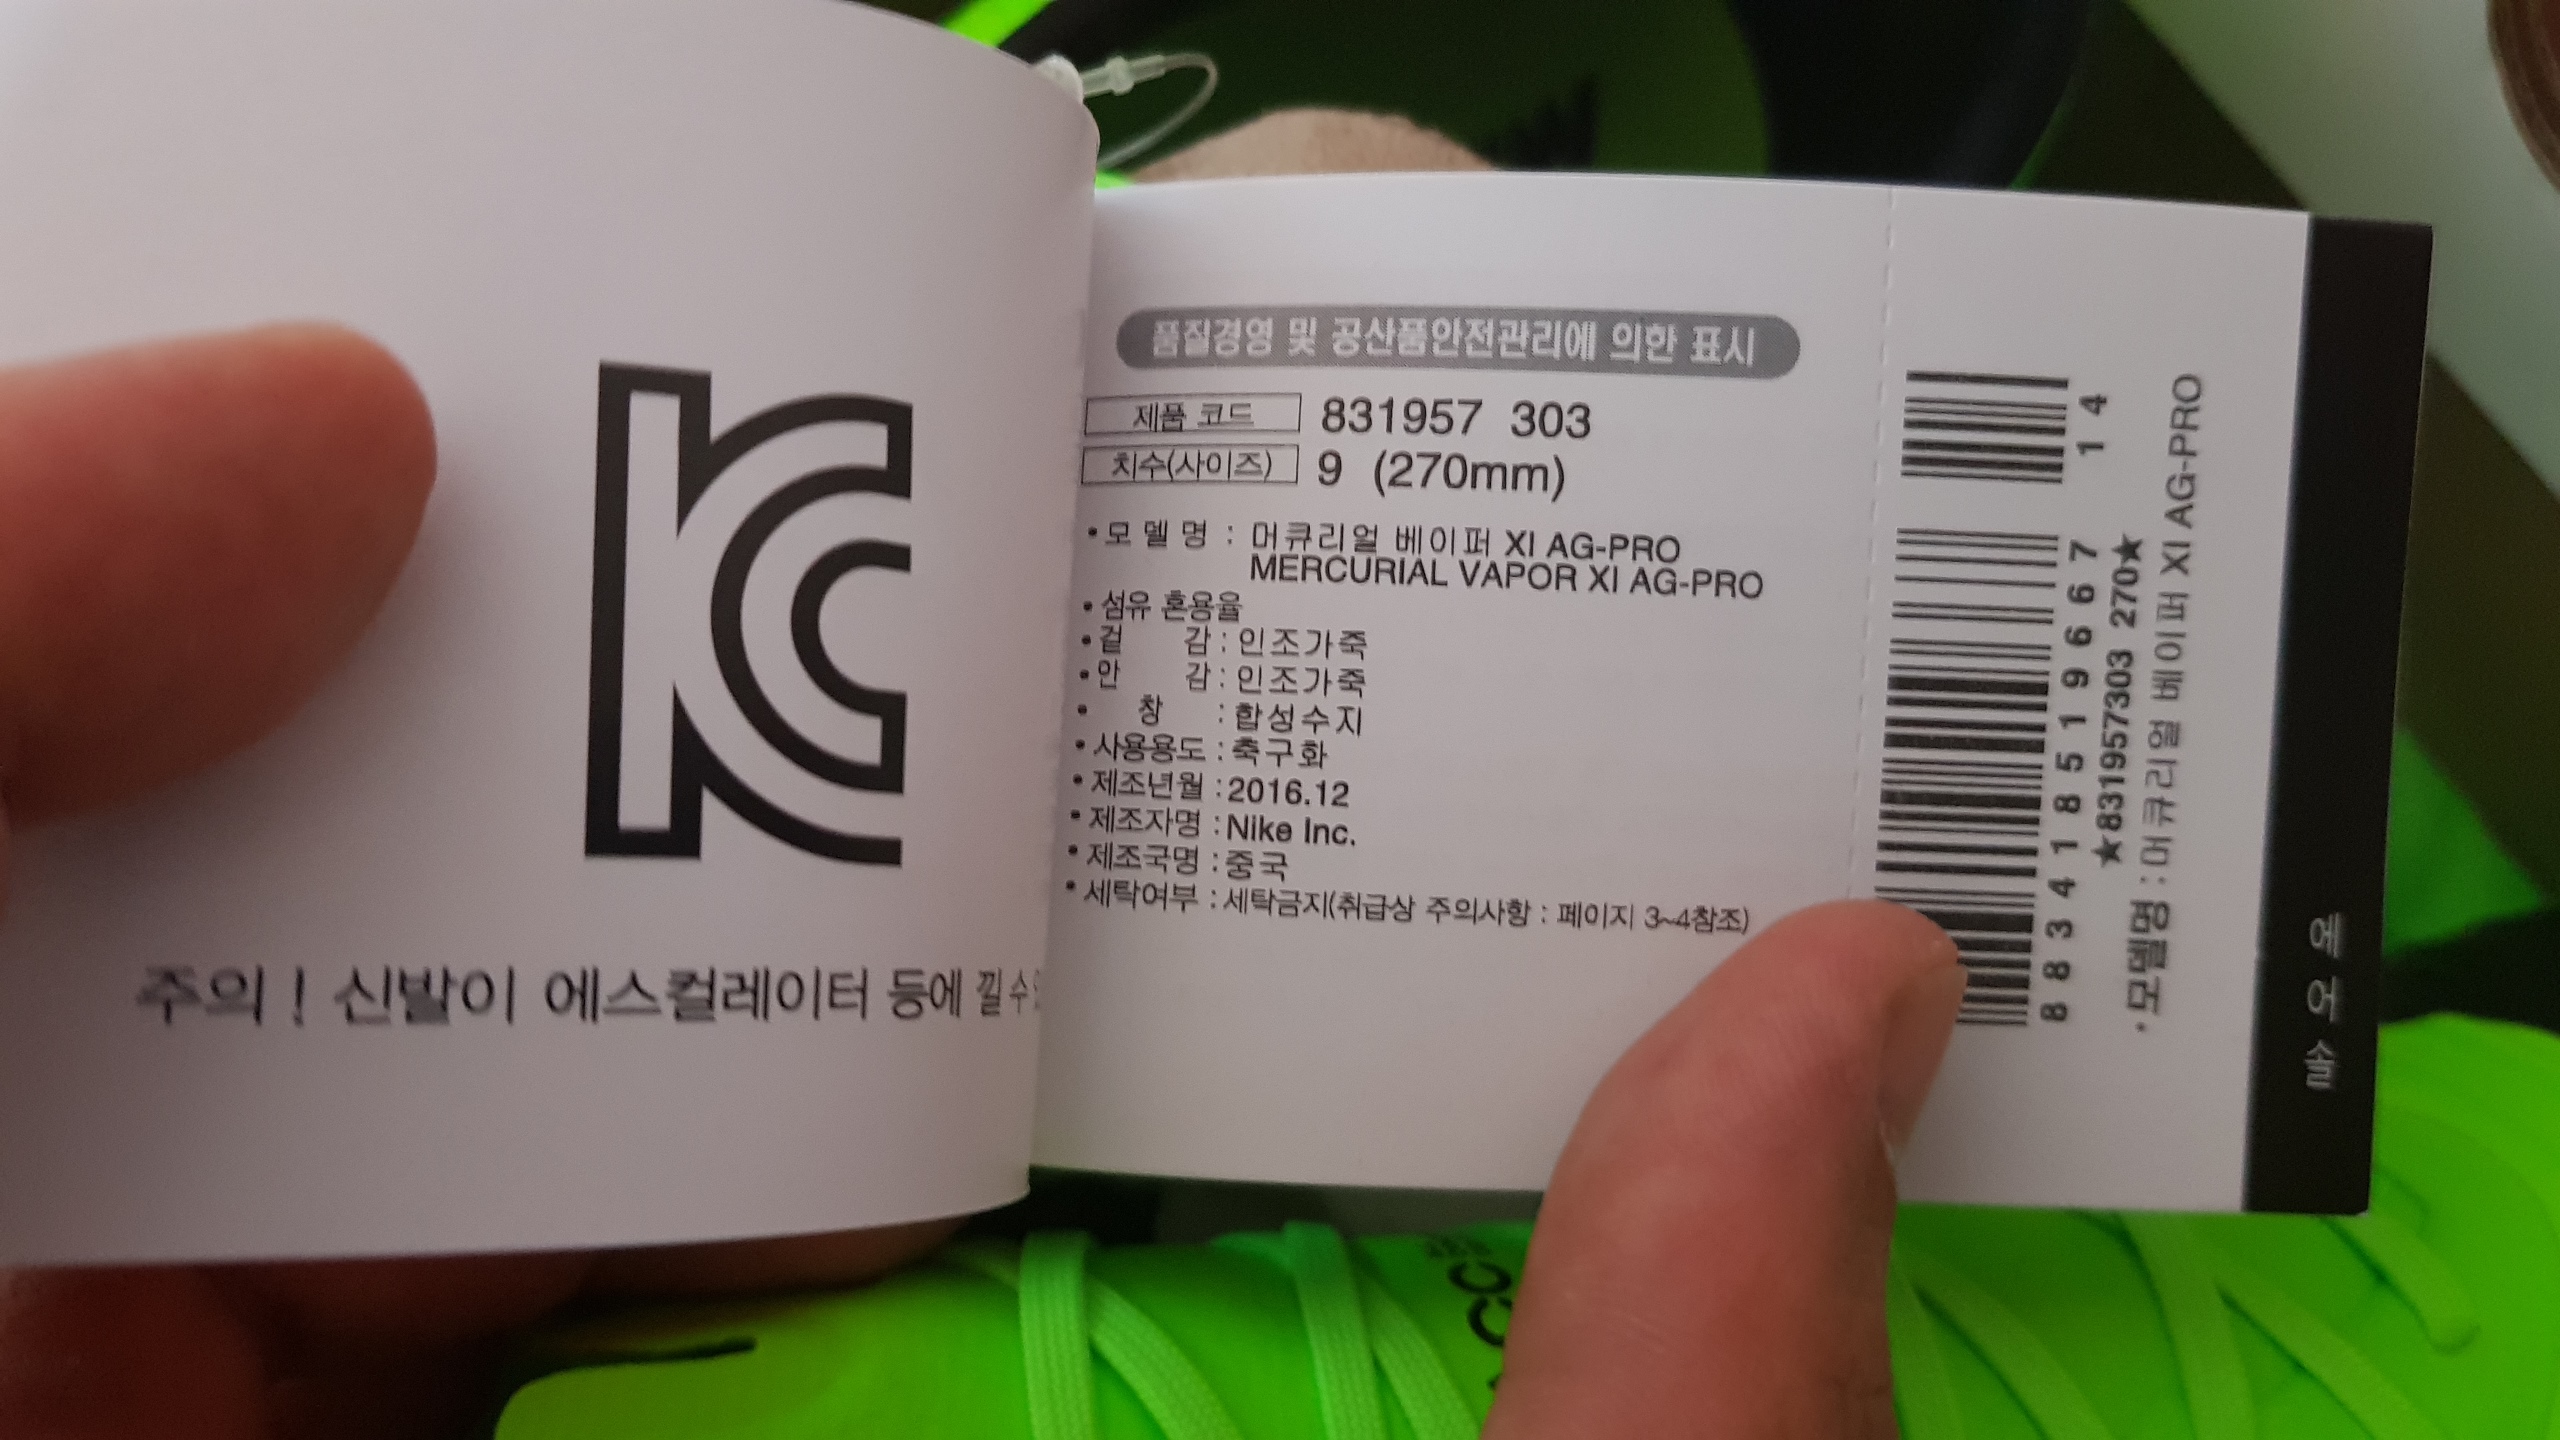 KC
주의! 신발이 에스컬레이터 등에 낄 수
품질경영 및 공산품안전관리에 의한 표시
제품 코드 831957 303
치수(사이즈) 9 (270mm)
•모 델 명 : 머큐리얼 베이퍼 XI AG-PRO
MERCURIAL VAPOR XI AG-PRO
•섬유 혼용율
•겉 감 : 인조가죽
•안 감 : 인조가죽
• 창 : 합성수지
•사용용도 : 축구화
•제조년월 : 2016.12
•제조자명 : Nike Inc.
•제조국명 : 중국
•세탁여부 : 세탁금지(취급상 주의사항 : 페이지 3~4참조)
8 8 3 4 1 8 5 1 9 6 6 7 1 4
★831957303 270★
•모델명 : 머큐리얼 베이퍼 XI AG-PRO
에 어 솔